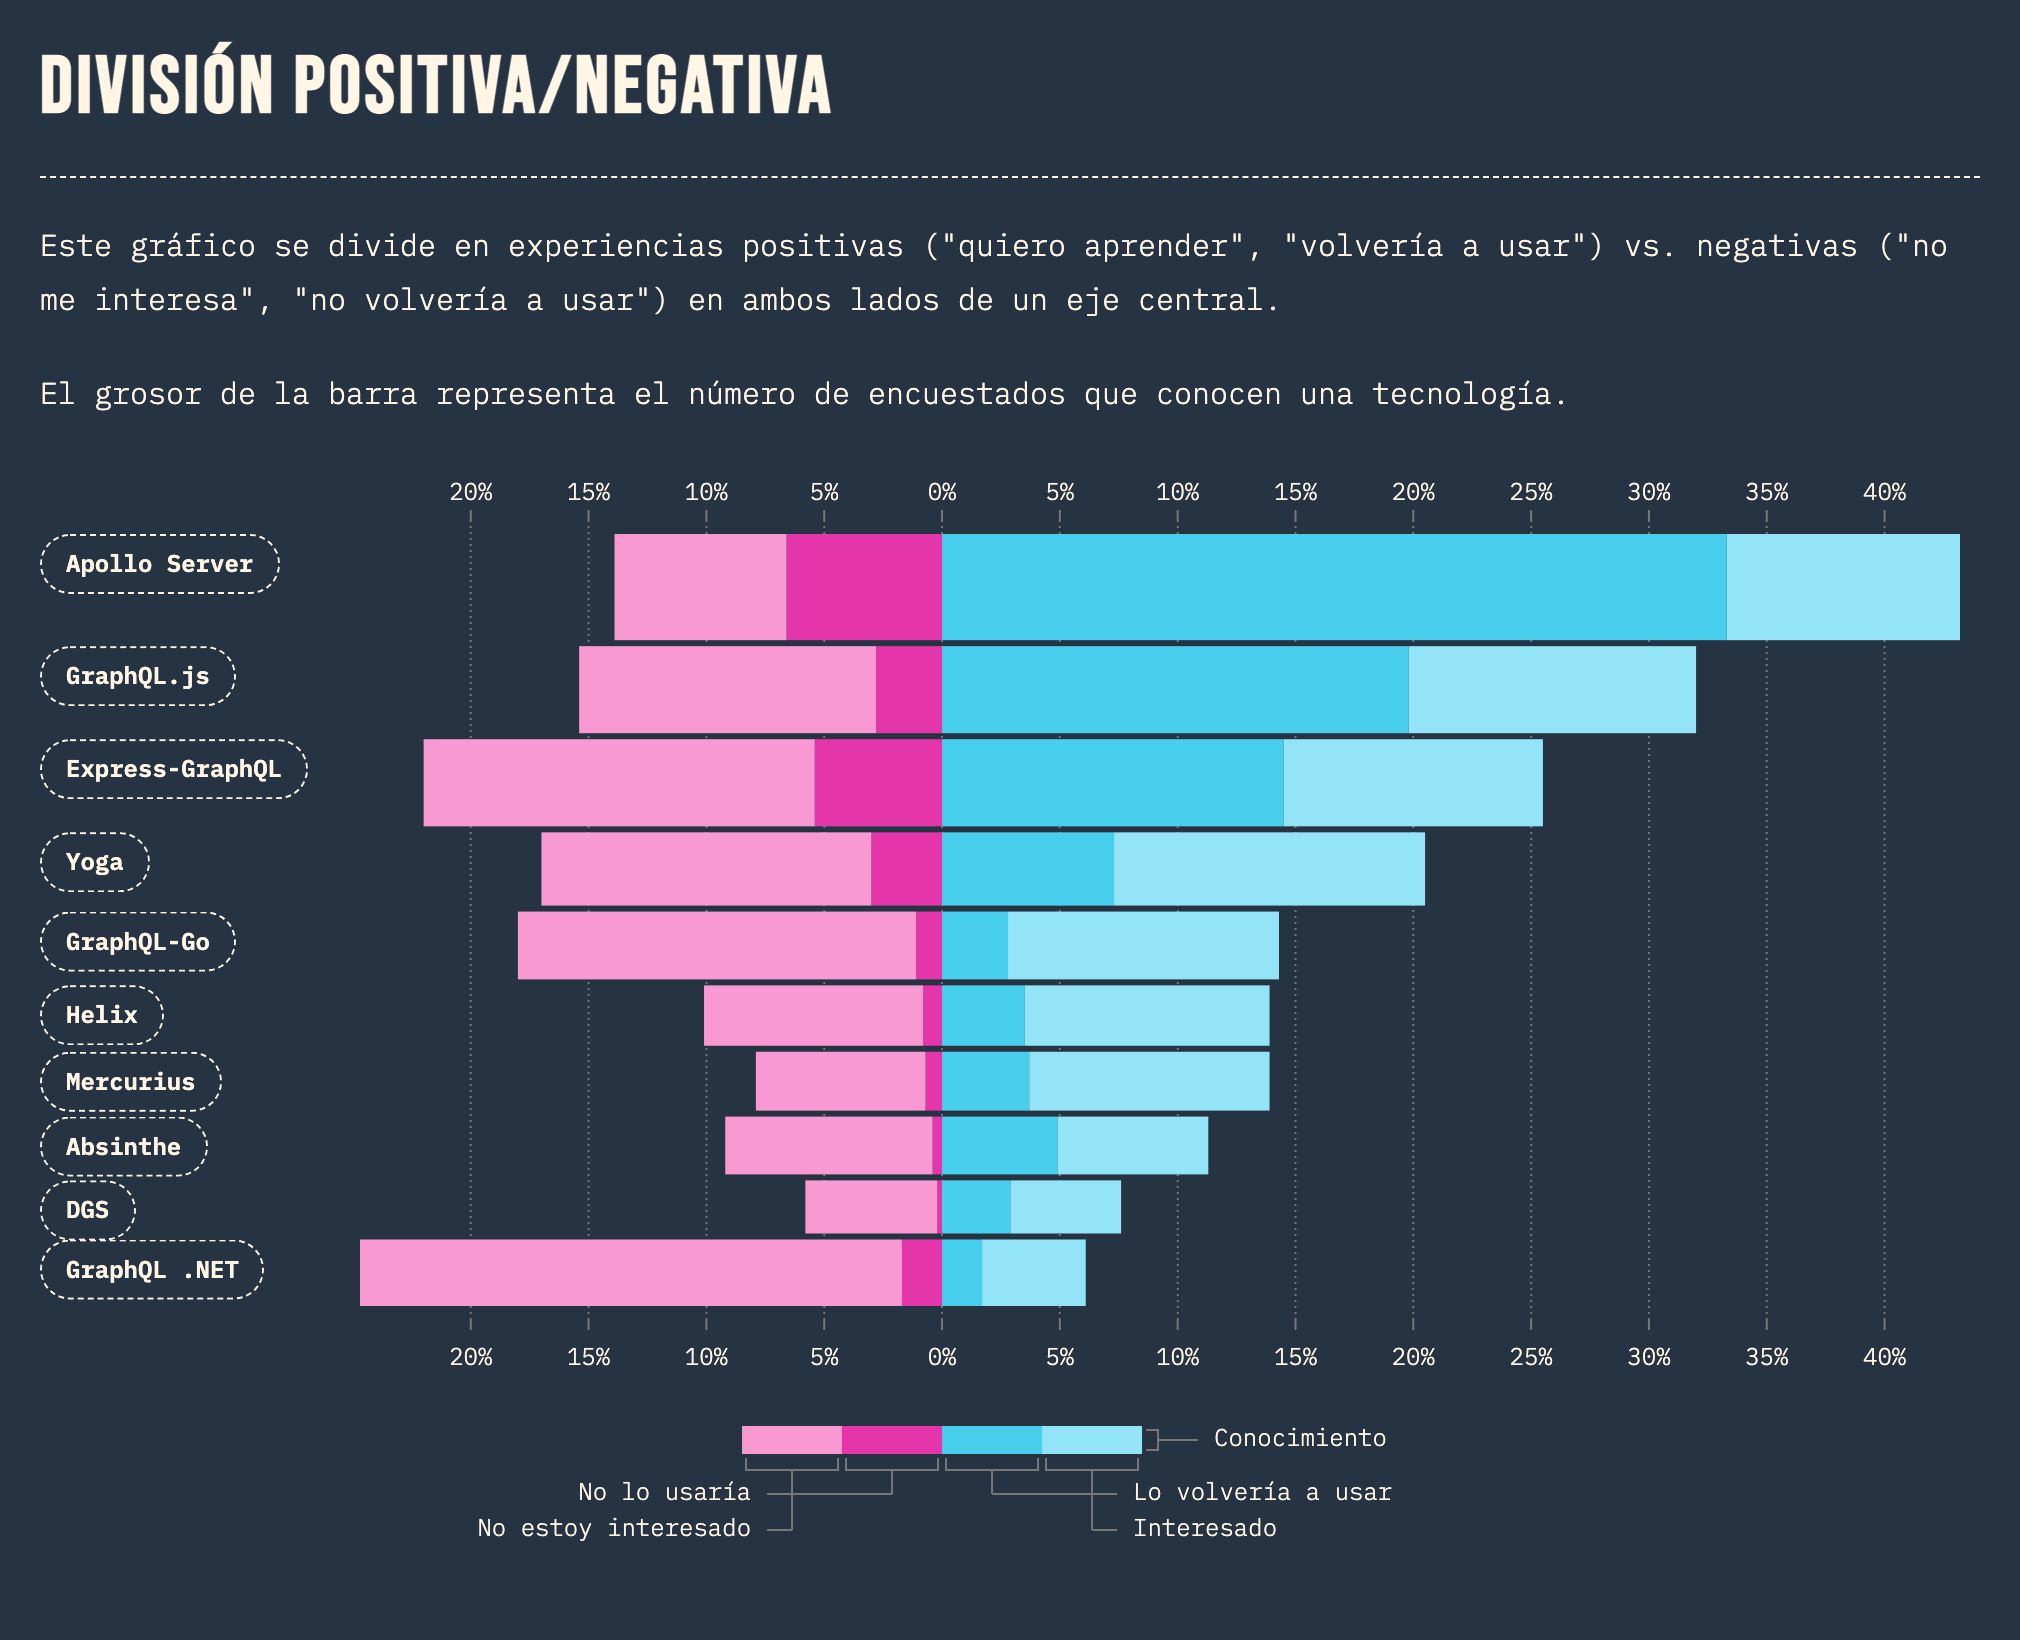 DIVISIÓN POSITIVA/NEGATIVA
Este gráfico se divide en experiencias positivas ("quiero aprender", "volvería a usar") vs. negativas ("no
me interesa", "no volvería a usar") en ambos lados de un eje central.
El grosor de la barra representa el número de encuestados que conocen una tecnología.
20% 15% 10% 5% 0% 5% 10% 15% 20% 25% 30% 35% 40%
Apollo Server
GraphQL.js
Express-GraphQL
Yoga
GraphQL-Go
Helix
Mercurius
Absinthe
DGS
GraphQL .NET
20% 15% 10% 5% 0% 5% 10% 15% 20% 25% 30% 35% 40%
Conocimiento
No lo usaría Lo volvería a usar
No estoy interesado Interesado